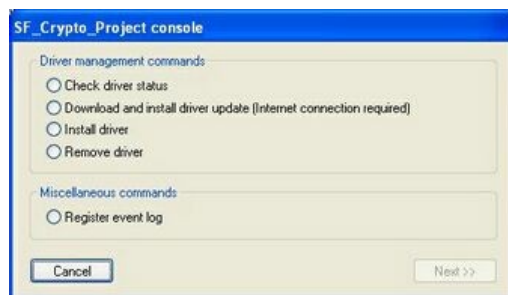 SF_Crypto_Project console
Driver management commands
Check driver status
Download and install driver update (Internet connection required)
Install driver
Remove driver
Miscellaneous commands
Register event log
Cancel
Next >>